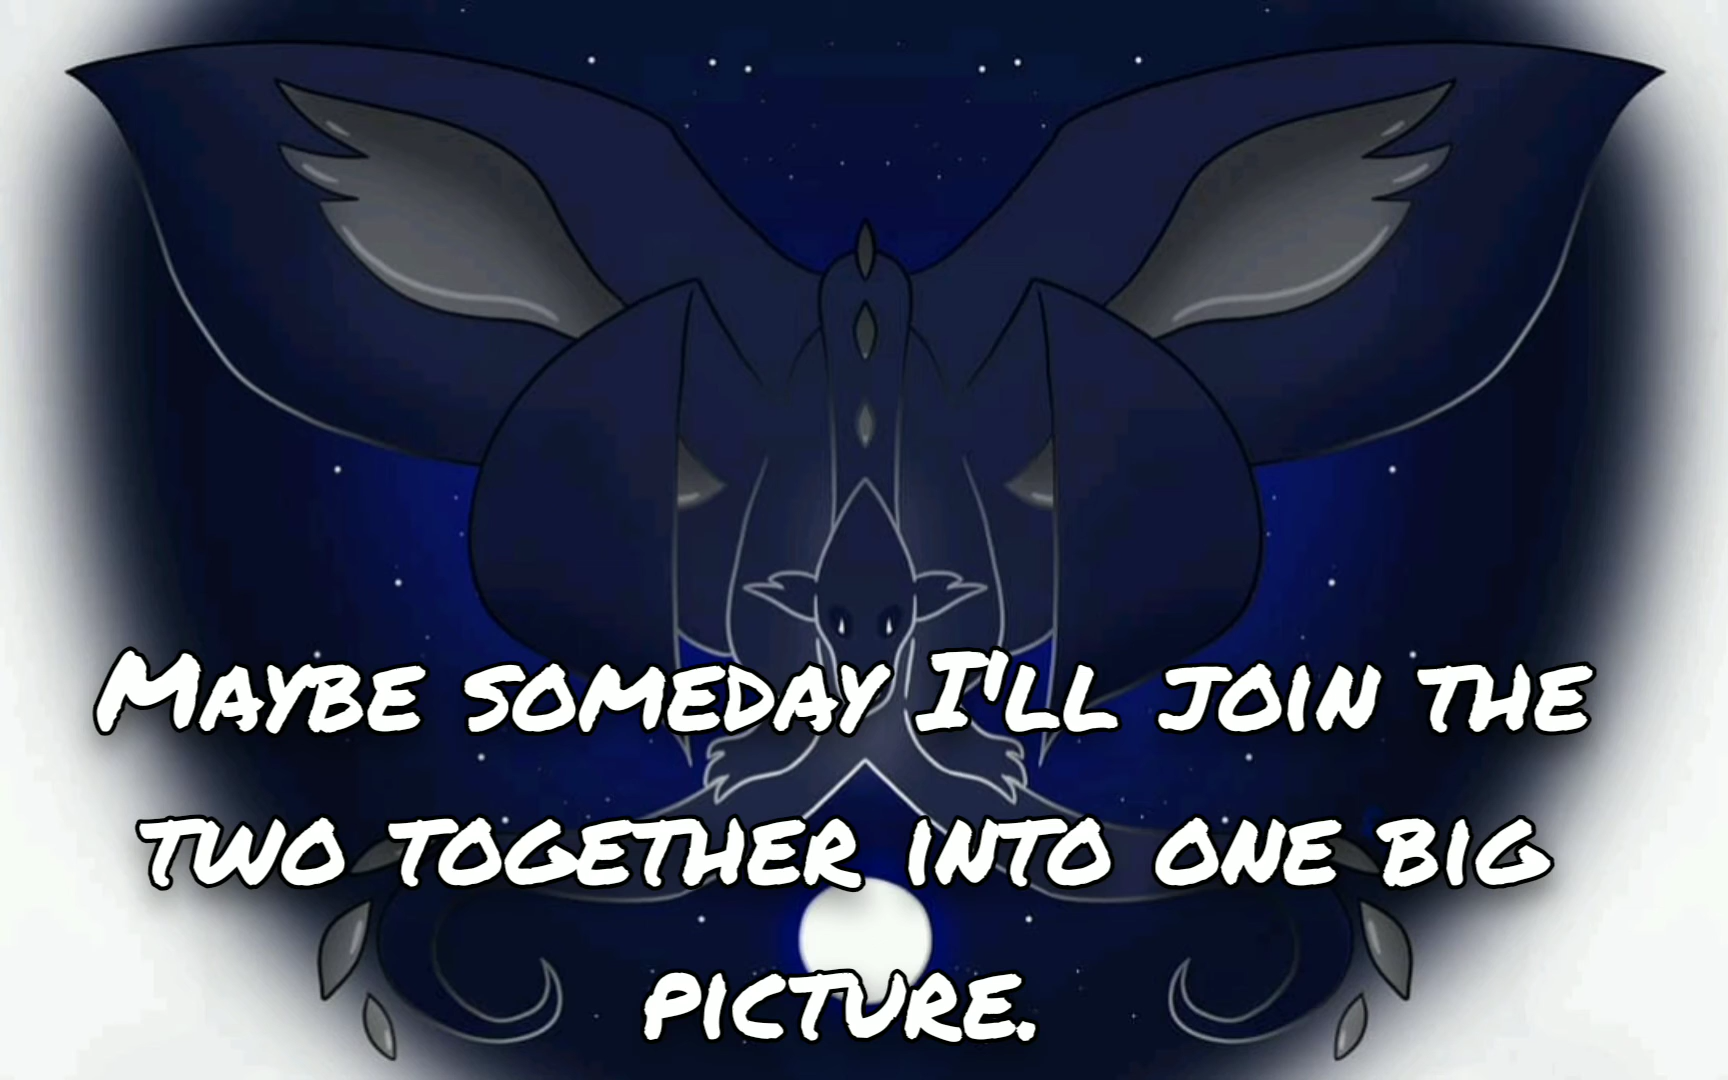 Maybe someday I'll join the
two together into one big
picture.